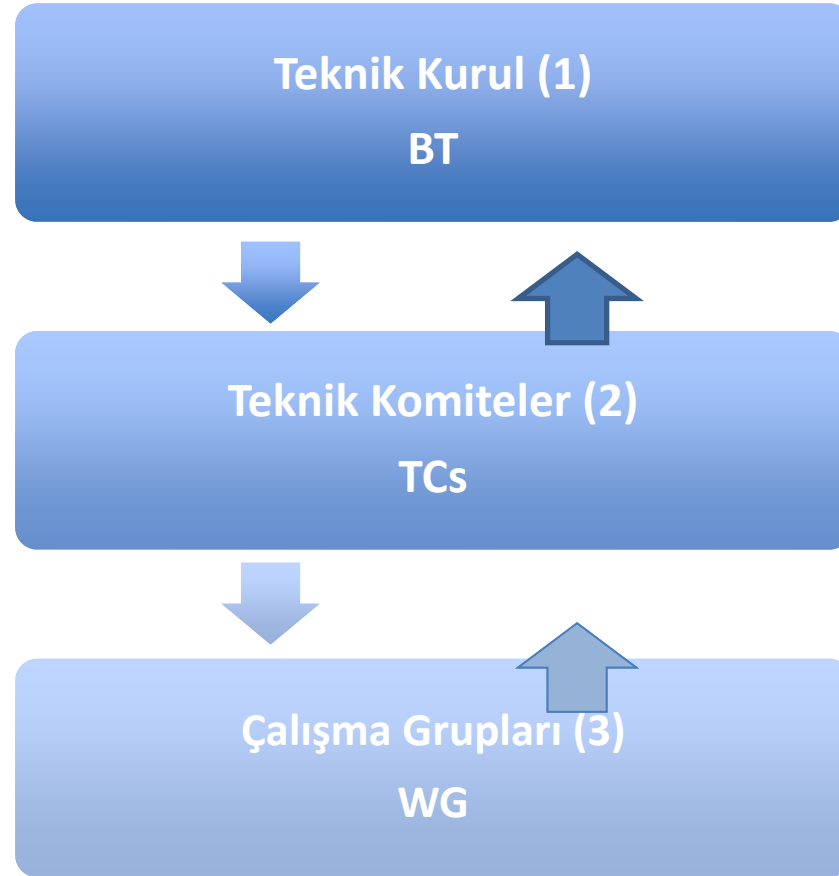 Teknik Kurul (1)
BT
Teknik Komiteler (2)
TCs
Çalışma Grupları (3)
WG